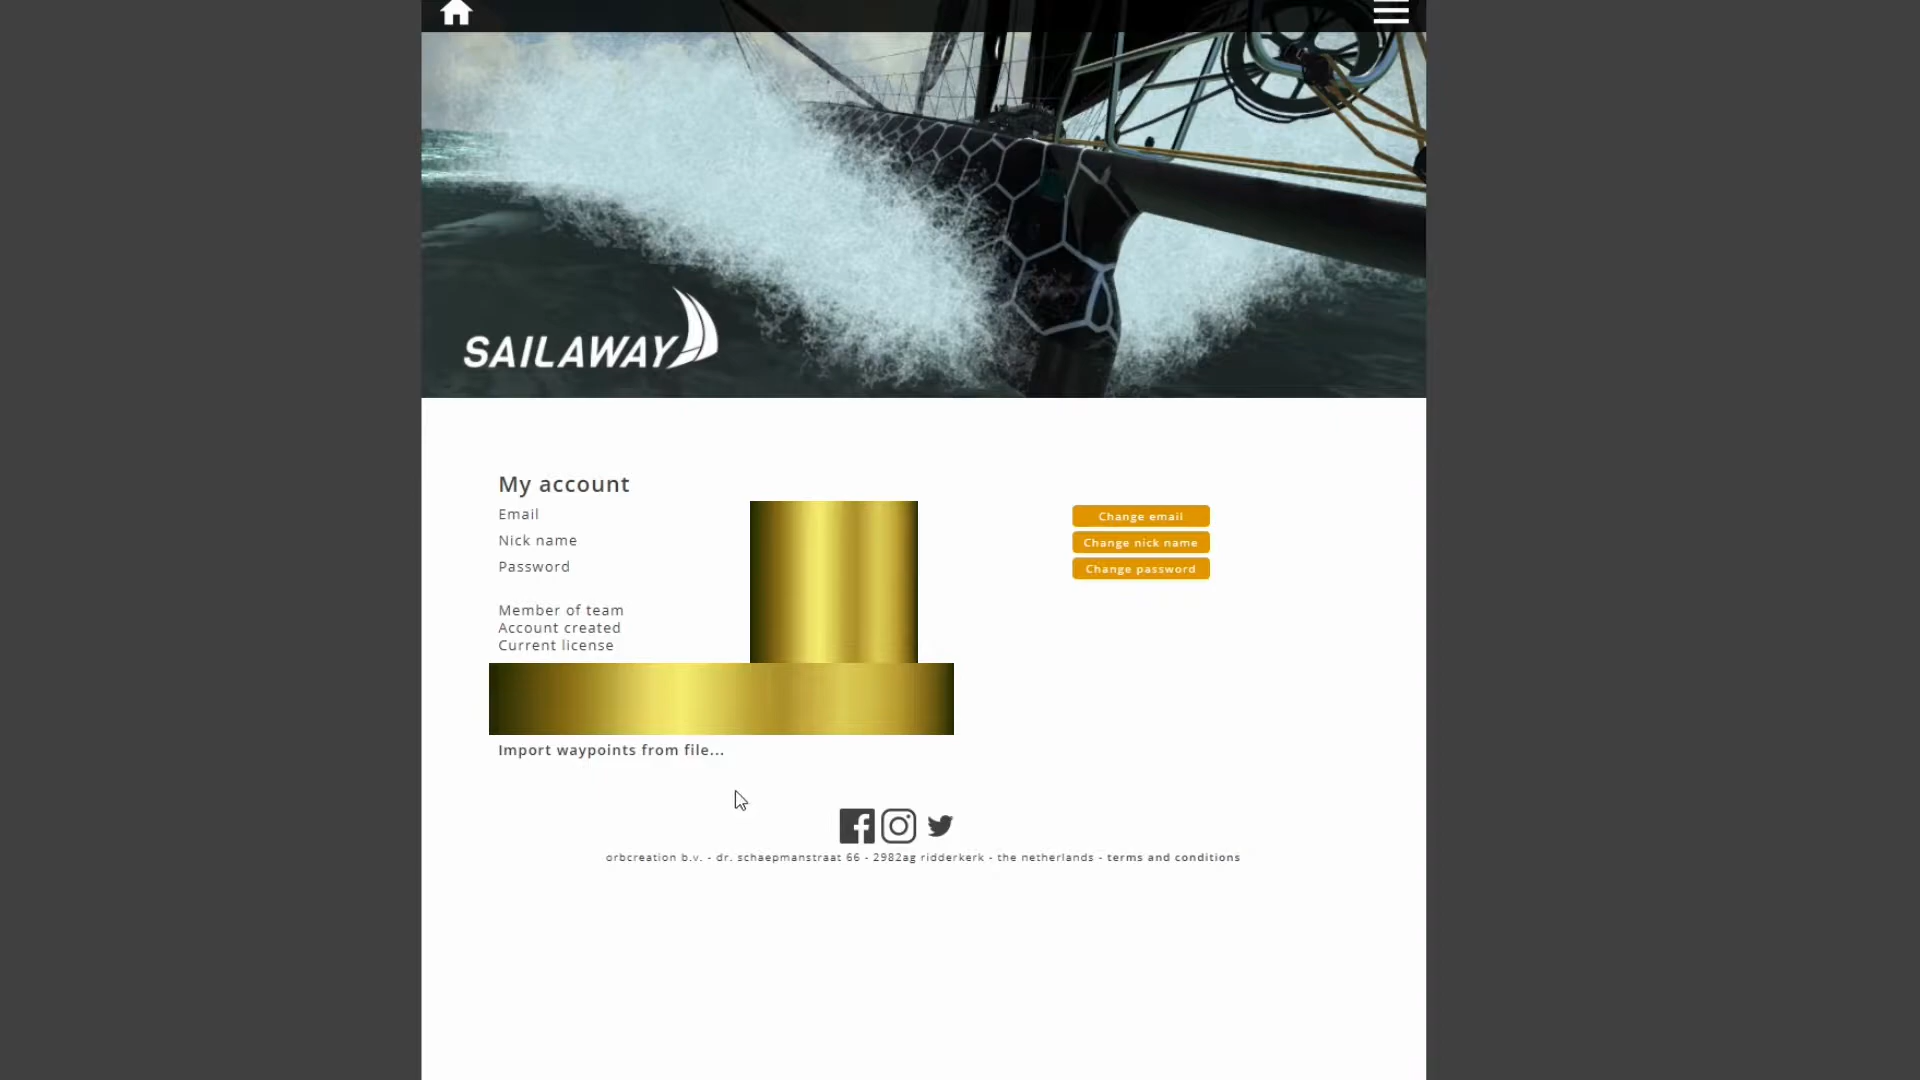 SAILAWAY
My account
Email
Change email
Nick name
Change nick name
Password
Change password
Member of team
Account created
Current license
Import waypoints from file...
orbcreation b.v. - dr. schaepmanstraat 66 - 2982ag ridderkerk - the netherlands - terms and conditions